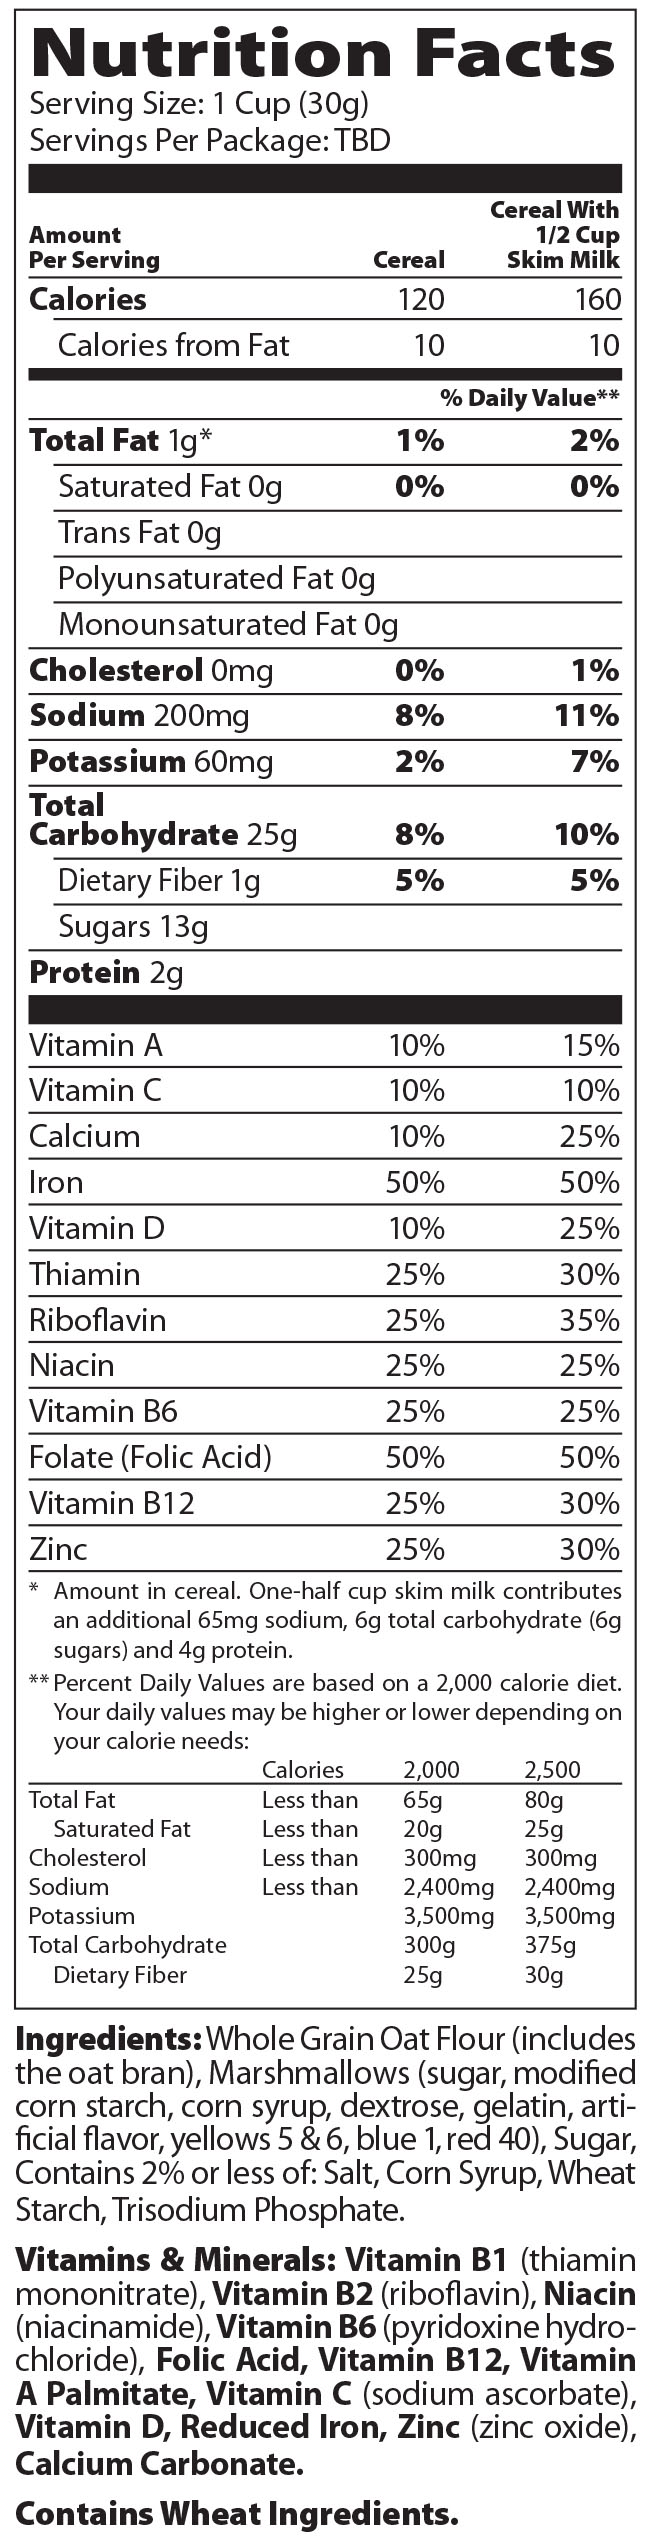 Nutrition Facts
Serving Size: 1 Cup (30g)
Servings Per Package: TBD
Amount Per Serving Cereal Cereal With 1/2 Cup Skim Milk
Calories 120 160
Calories from Fat 10 10
% Daily Value**
Total Fat 1g* 1% 2%
Saturated Fat 0g 0% 0%
Trans Fat 0g
Polyunsaturated Fat 0g
Monounsaturated Fat 0g
Cholesterol 0mg 0% 1%
Sodium 200mg 8% 11%
Potassium 60mg 2% 7%
Total
Carbohydrate 25g 8% 10%
Dietary Fiber 1g 5% 5%
Sugars 13g
Protein 2g
Vitamin A 10% 15%
Vitamin C 10% 10%
Calcium 10% 25%
Iron 50% 50%
Vitamin D 10% 25%
Thiamin 25% 30%
Riboflavin 25% 35%
Niacin 25% 25%
Vitamin B6 25% 25%
Folate (Folic Acid) 50% 50%
Vitamin B12 25% 30%
Zinc 25% 30%
* Amount in cereal. One-half cup skim milk contributes
an additional 65mg sodium, 6g total carbohydrate (6g
sugars) and 4g protein.
** Percent Daily Values are based on a 2,000 calorie diet.
Your daily values may be higher or lower depending on
your calorie needs:
Calories 2,000 2,500
Total Fat Less than 65g 80g
Saturated Fat Less than 20g 25g
Cholesterol Less than 300mg 300mg
Sodium Less than 2,400mg 2,400mg
Potassium 3,500mg 3,500mg
Total Carbohydrate 300g 375g
Dietary Fiber 25g 30g
Ingredients: Whole Grain Oat Flour (includes
the oat bran), Marshmallows (sugar, modified
corn starch, corn syrup, dextrose, gelatin, arti-
ficial flavor, yellows 5 & 6, blue 1, red 40), Sugar,
Contains 2% or less of: Salt, Corn Syrup, Wheat
Starch, Trisodium Phosphate.
Vitamins & Minerals: Vitamin B1 (thiamin
mononitrate), Vitamin B2 (riboflavin), Niacin
(niacinamide), Vitamin B6 (pyridoxine hydro-
chloride), Folic Acid, Vitamin B12, Vitamin
A Palmitate, Vitamin C (sodium ascorbate),
Vitamin D, Reduced Iron, Zinc (zinc oxide),
Calcium Carbonate.
Contains Wheat Ingredients.